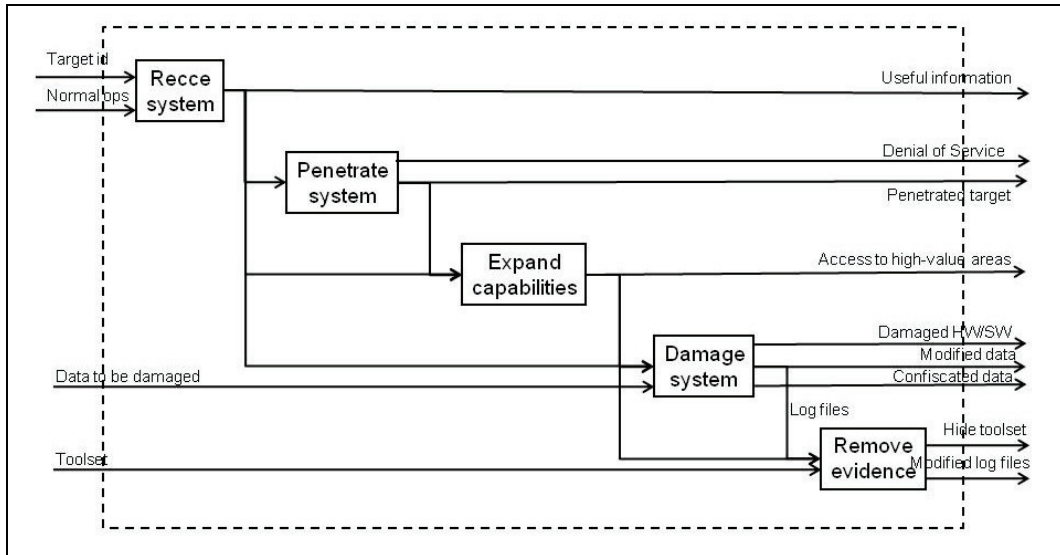 Target id
Recce
system
Normal ops
Useful information
Denial of Service
Penetrate
system
Penetrated target
Expand
capabilities
Access to high-value areas
Damaged HW/SW
Damage
system
Modified data
Data to be damaged
Confiscated data
Log files
Hide toolset
Remove
evidence
Toolset
Modified log files